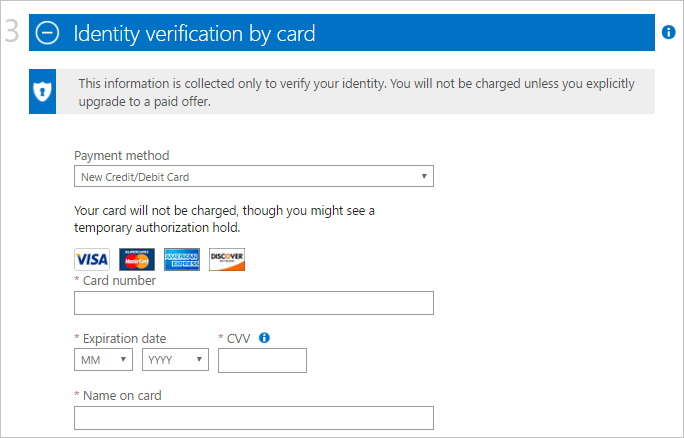 3
Identity verification by card
This information is collected only to verify your identity. You will not be charged unless you explicitly
upgrade to a paid offer.
Payment method
New Credit/Debit Card
Your card will not be charged, though you might see a
temporary authorization hold.
VISA MasterCard AMERICAN EXPRESS DISCOVER
* Card number
* Expiration date * CVV
MM YYYY
* Name on card